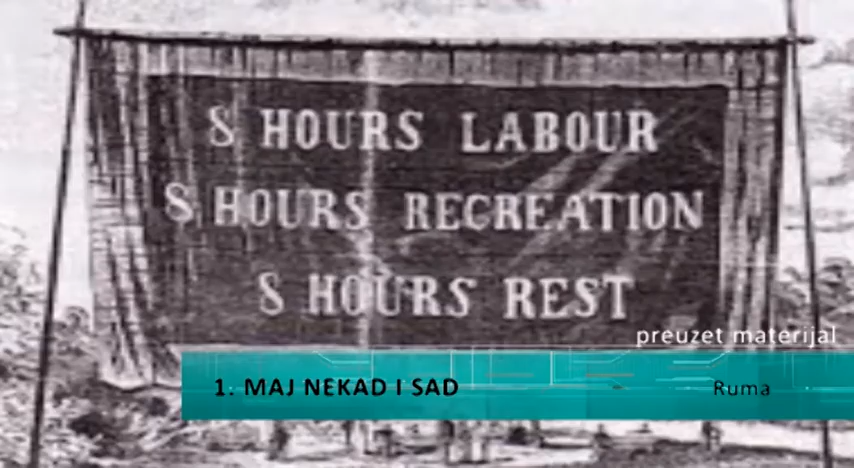 8 HOURS LABOUR
8 HOURS RECREATION
8 HOURS REST
preuzet materijal
1. MAJ NEKAD I SAD
Ruma